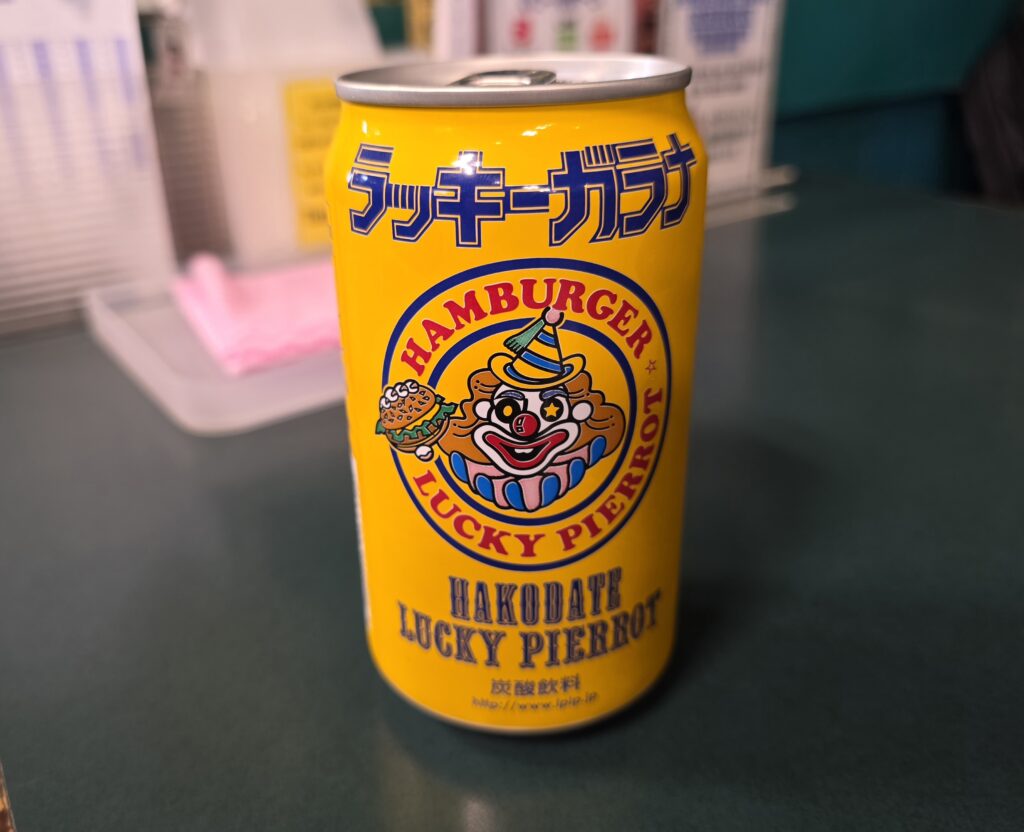 ラッキーガラナ
HAMBURGER
☆
LUCKY PIERROT
HAKODATE
LUCKY PIERROT
炭酸飲料
http://www.lpip.jp